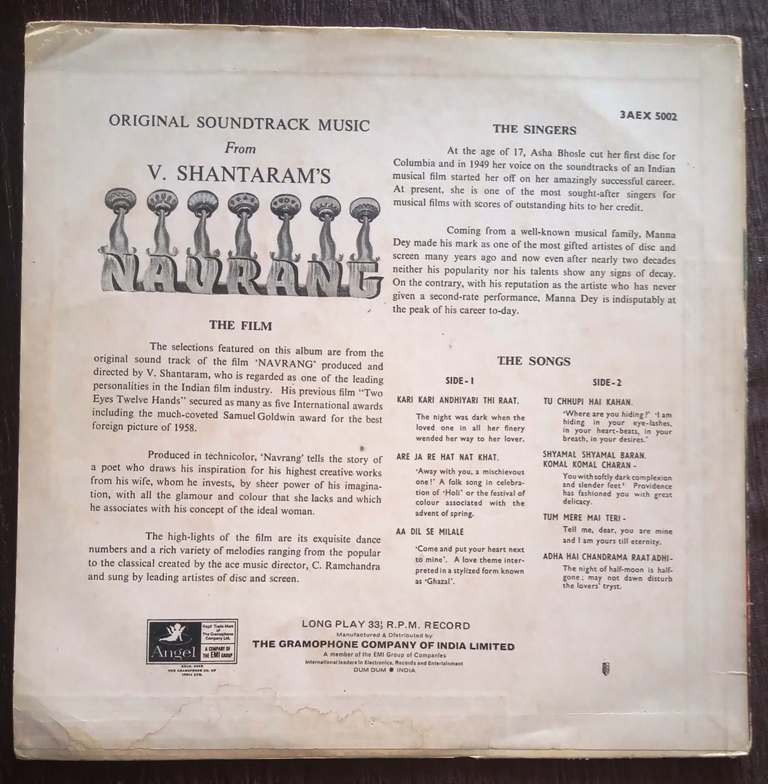 3AEX 5002
ORIGINAL SOUNDTRACK MUSIC
From
V. SHANTARAM'S
NAVRANG
THE FILM
The selections featured on this album are from the
original sound track of the film 'NAVRANG' produced and
directed by V. Shantaram, who is regarded as one of the leading
personalities in the Indian film industry. His previous film "Two
Eyes Twelve Hands" secured as many as five International awards
including the much-coveted Samuel Goldwin award for the best
foreign picture of 1958.
Produced in technicolor, 'Navrang' tells the story of
a poet who draws his inspiration for his highest creative works
from his wife, whom he invests, by sheer power of his imagina-
tion, with all the glamour and colour that she lacks and which
he associates with his concept of the ideal woman.
The high-lights of the film are its exquisite dance
numbers and a rich variety of melodies ranging from the popular
to the classical created by the ace music director, C. Ramchandra
and sung by leading artistes of disc and screen.
THE SINGERS
At the age of 17, Asha Bhosle cut her first disc for
Columbia and in 1949 her voice on the soundtracks of an Indian
musical film started her off on her amazingly successful career.
At present, she is one of the most sought-after singers for
musical films with scores of outstanding hits to her credit.
Coming from a well-known musical family, Manna
Dey made his mark as one of the most gifted artistes of disc and
screen many years ago and now even after nearly two decades
neither his popularity nor his talents show any signs of decay.
On the contrary, with his reputation as the artiste who has never
given a second-rate performance, Manna Dey is indisputably at
the peak of his career to-day.
THE SONGS
SIDE-1
KARI KARI ANDHIYARI THI RAAT.
The night was dark when the
loved one in all her finery
wended her way to her lover.
ARE JA RE HAT NAT KHAT.
'Away with you, a mischievous
one!' A folk song in celebra-
tion of 'Holi' or the festival of
colour associated with the
advent of spring.
AA DIL SE MILALE
'Come and put your heart next
to mine'. A love theme inter-
preted in a stylized form known
as 'Ghazal'.
SIDE-2
TU CHHUPI HAI KAHAN.
'Where are you hiding?' 'I am
hiding in your eye-lashes,
in your heart-beats, in your
breath, in your desires.'
SHYAMAL SHYAMAL BARAN.
KOMAL KOMAL CHARAN -
You with softly dark complexion
and slender feet' Providence
has fashioned you with great
delicacy.
TUM MERE MAI TERI -
Tell me, dear, you are mine
and I am yours till eternity.
ADHA HAI CHANDRAMA RAAT ADHI-
The night of half-moon is half-
gone; may not dawn disturb
the lovers' tryst.
Angel
Regd. Trade Mark
of The Gramophone
Company Ltd.
A COMPANY OF
THE EMI GROUP
THE GRAMOPHONE CO. OF
INDIA LTD.
LONG PLAY 33⅓ R.P.M. RECORD
Manufactured & Distributed by
THE GRAMOPHONE COMPANY OF INDIA LIMITED
A member of the EMI Group of Companies
International leaders in Electronics, Records and Entertainment
DUM DUM ● INDIA